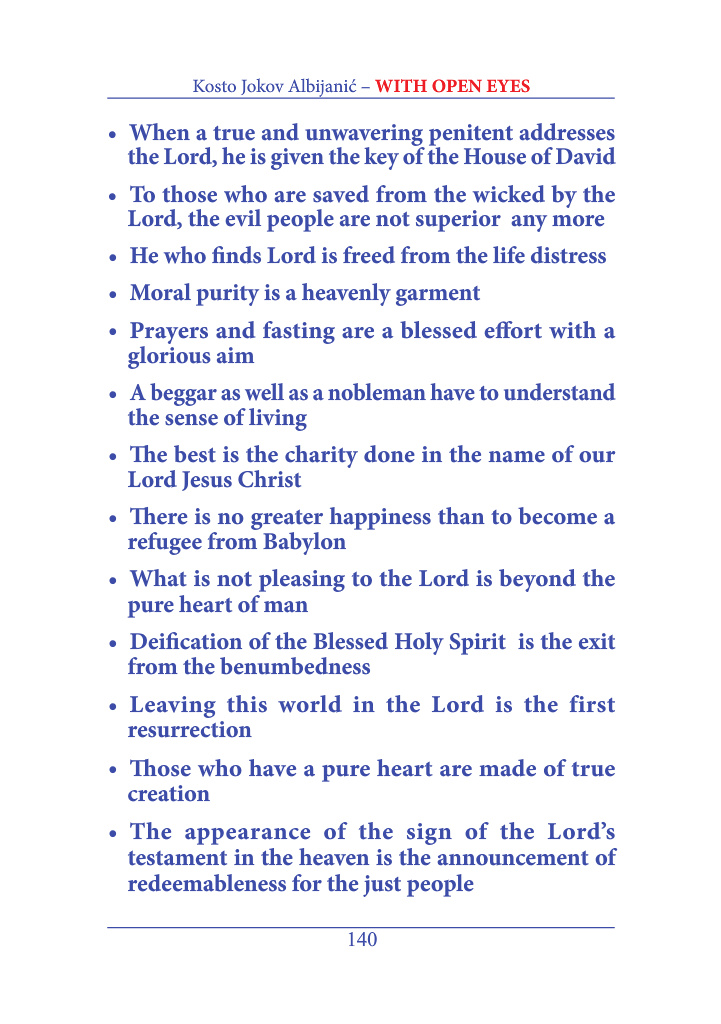 Kosto Jokov Albijanić – WITH OPEN EYES
• When a true and unwavering penitent addresses
the Lord, he is given the key of the House of David
• To those who are saved from the wicked by the
Lord, the evil people are not superior any more
• He who finds Lord is freed from the life distress
• Moral purity is a heavenly garment
• Prayers and fasting are a blessed effort with a
glorious aim
• A beggar as well as a nobleman have to understand
the sense of living
• The best is the charity done in the name of our
Lord Jesus Christ
• There is no greater happiness than to become a
refugee from Babylon
• What is not pleasing to the Lord is beyond the
pure heart of man
• Deification of the Blessed Holy Spirit is the exit
from the benumbedness
• Leaving this world in the Lord is the first
resurrection
• Those who have a pure heart are made of true
creation
• The appearance of the sign of the Lord’s
testament in the heaven is the announcement of
redeemableness for the just people
140